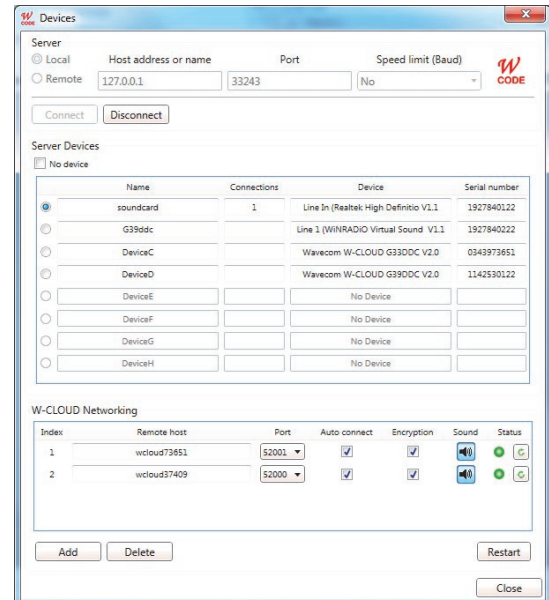 W CODE Devices
Server
Local Host address or name Port Speed limit (Baud)
Remote 127.0.0.1 33243 No
W CODE
Connect Disconnect
Server Devices
No device
Name Connections Device Serial number
soundcard 1 Line In (Realtek High Definitio V1.1 1927840122
G39ddc Line 1 (WiNRADiO Virtual Sound V1.1 1927840222
DeviceC Wavecom W-CLOUD G33DDC V2.0 0343973651
DeviceD Wavecom W-CLOUD G39DDC V2.0 1142530122
DeviceE No Device
DeviceF No Device
DeviceG No Device
DeviceH No Device
W-CLOUD Networking
Index Remote host Port Auto connect Encryption Sound Status
1 wcloud73651 52001
2 wcloud37409 52000
Add Delete Restart
Close